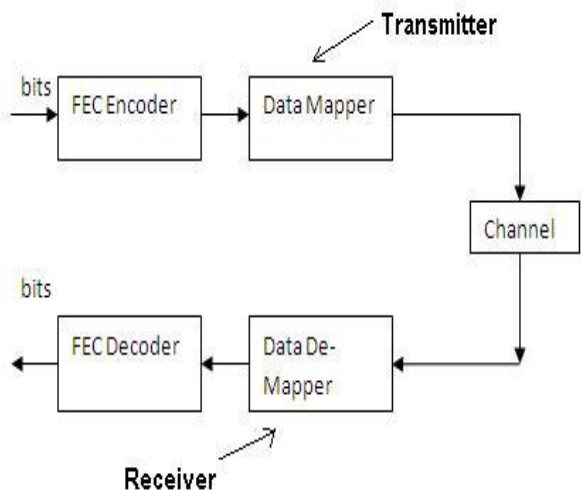 Transmitter
bits
FEC Encoder
Data Mapper
Channel
bits
FEC Decoder
Data De-
Mapper
Receiver